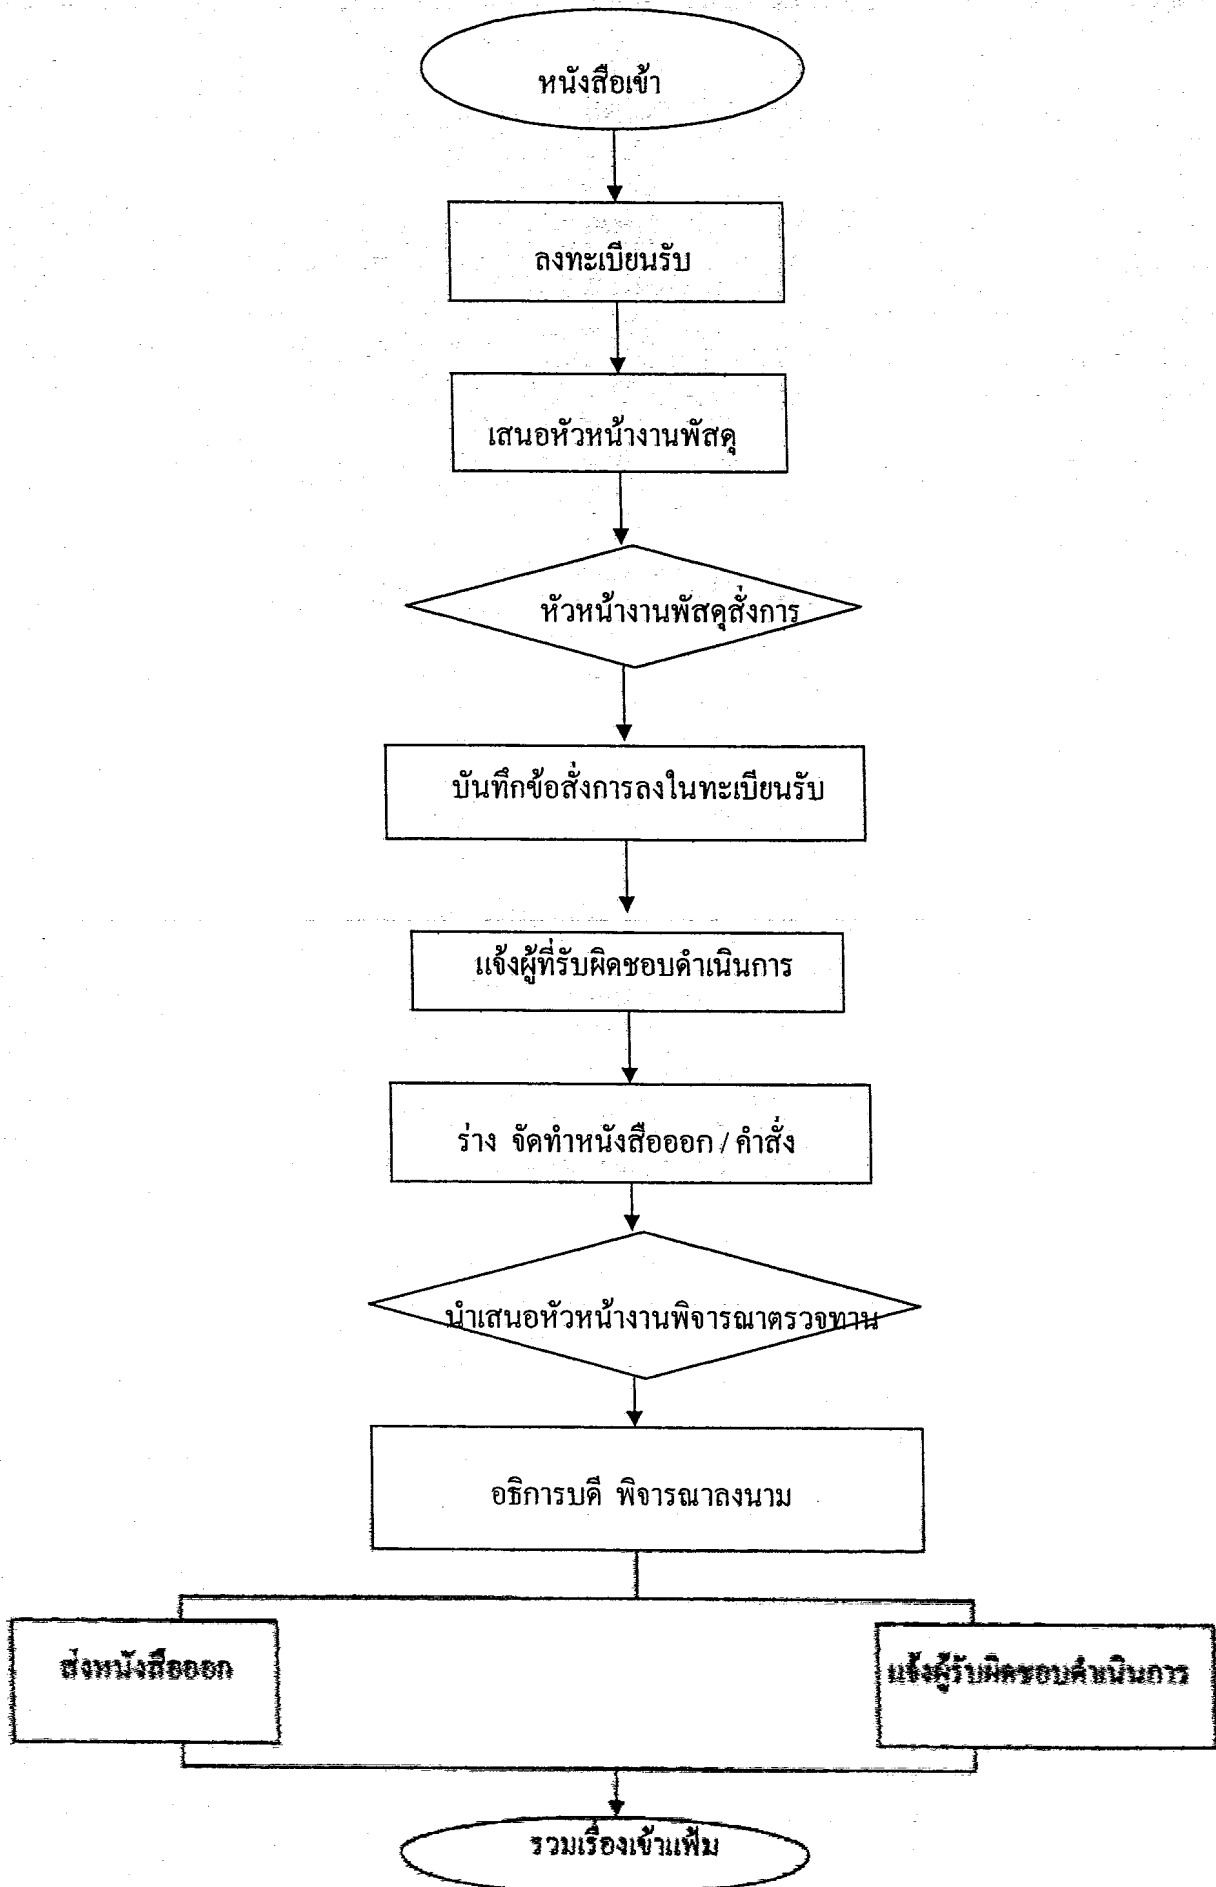 หนังสือเข้า
ลงทะเบียนรับ
เสนอหัวหน้างานพัสดุ
หัวหน้างานพัสดุสั่งการ
บันทึกข้อสั่งการลงในทะเบียนรับ
แจ้งผู้ที่รับผิดชอบดำเนินการ
ร่าง จัดทำหนังสือออก / คำสั่ง
นำเสนอหัวหน้างานพิจารณาตรวจทาน
อธิการบดี พิจารณาลงนาม
ส่งหนังสือออก
แจ้งผู้รับผิดชอบดำเนินการ
รวมเรื่องเข้าแฟ้ม